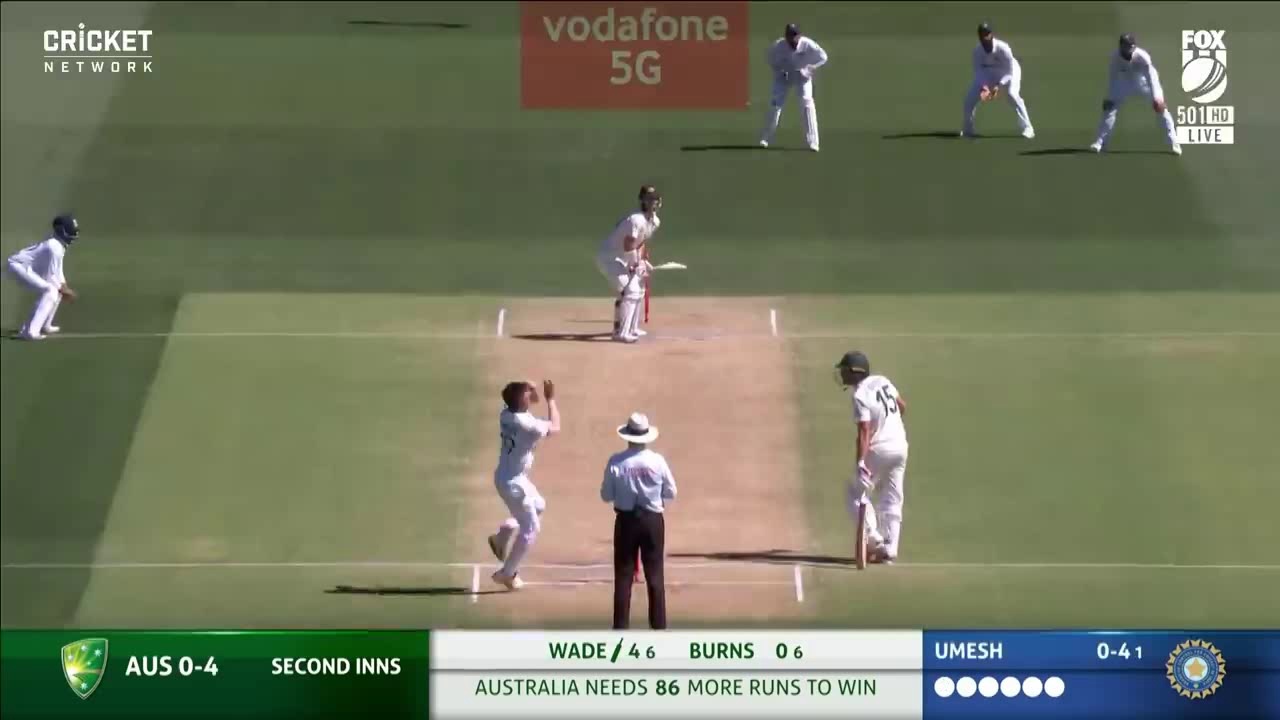 CRICKET
NETWORK
vodafone
5G
FOX
501 HD
LIVE
15
AUS 0-4 SECOND INNS
WADE 4 6 BURNS 0 6
AUSTRALIA NEEDS 86 MORE RUNS TO WIN
UMESH 0-4 1